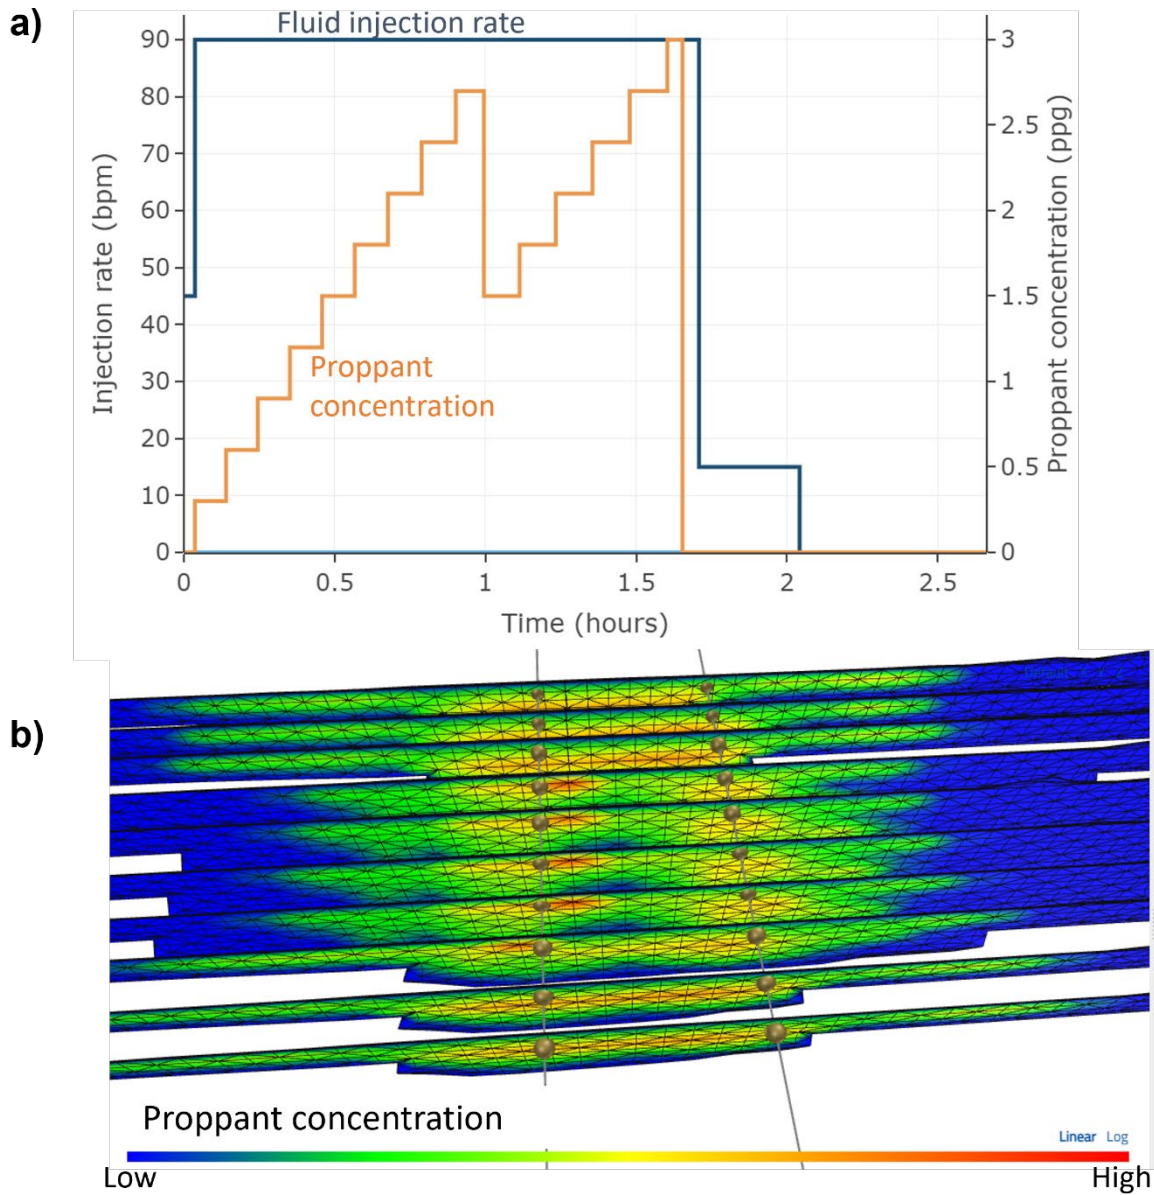 a)
Fluid injection rate
90
80
70
60
50
40
30
20
10
0
Injection rate (bpm)
3
2.5
2
1.5
1
0.5
0
Proppant concentration (ppg)
Proppant
concentration
0
0.5
1
1.5
2
2.5
Time (hours)
b)
Proppant concentration
Linear Log
Low
High